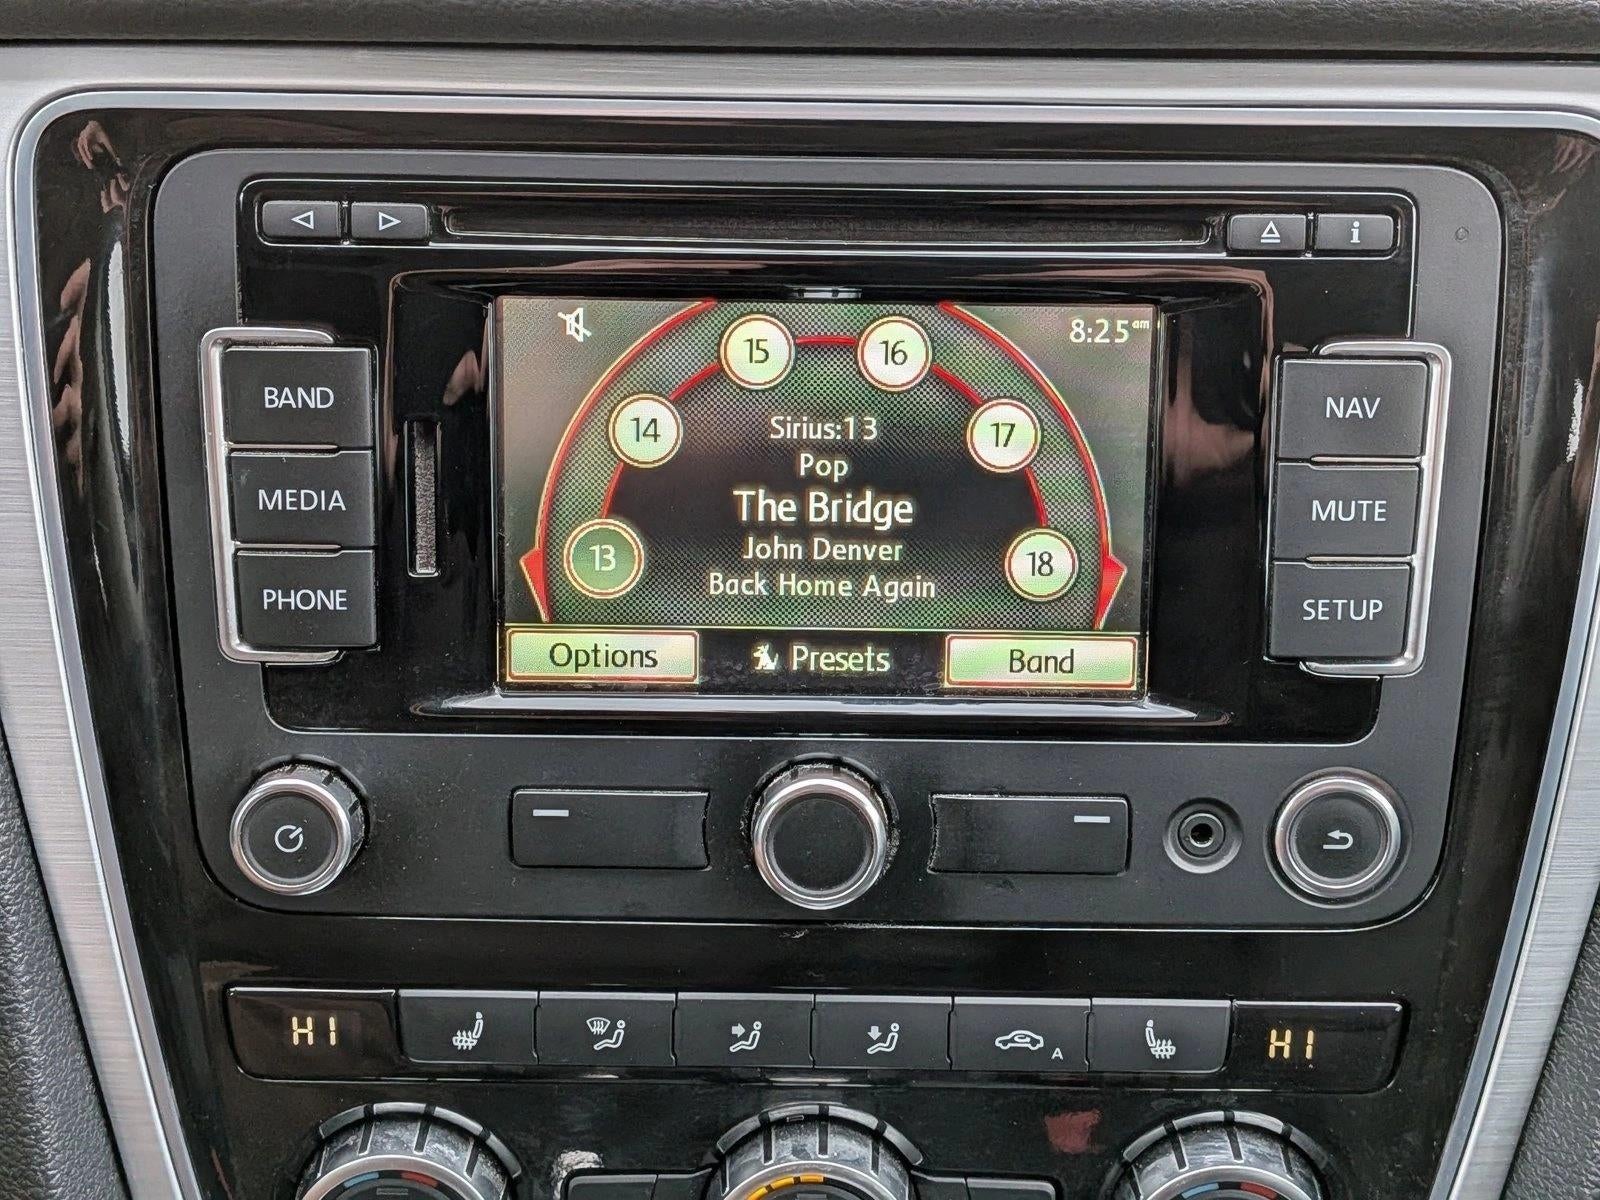 i
8:25am
BAND
MEDIA
PHONE
15
16
14
17
13
18
Sirius:13
Pop
The Bridge
John Denver
Back Home Again
Options
Presets
Band
NAV
MUTE
SETUP
HI
A
HI